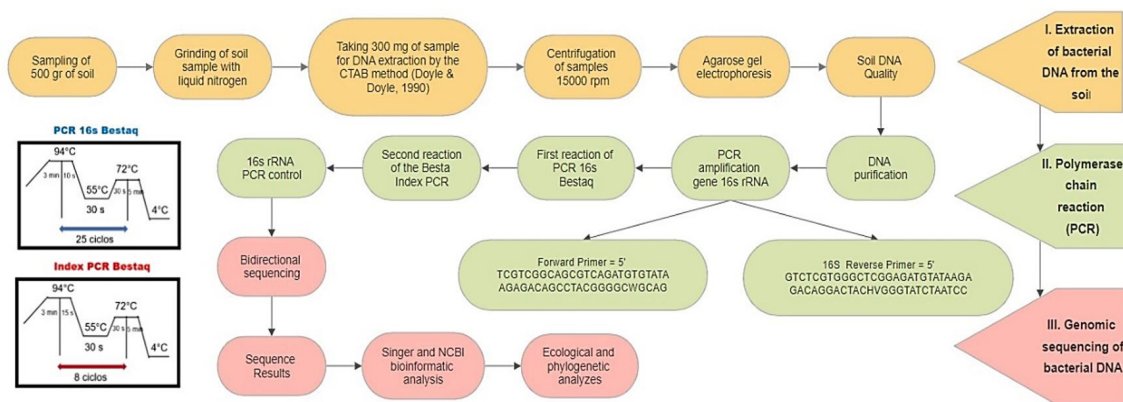 Sampling of
500 gr of soil
Grinding of soil
sample with
liquid nitrogen
Taking 300 mg of sample
for DNA extraction by the
CTAB method (Doyle &
Doyle, 1990)
Centrifugation
of samples
15000 rpm
Agarose gel
electrophoresis
Soil DNA
Quality
I. Extraction
of bacterial
DNA from the
soil
PCR 16s Bestaq
94°C
3 min
10s
55°C
30 s
72°C
30 s
5 min
4°C
25 ciclos
16s rRNA
PCR control
Second reaction
of the Besta
Index PCR
First reaction of
PCR 16s
Bestaq
PCR
amplification
gene 16s rRNA
DNA
purification
II. Polymerase
chain
reaction
(PCR)
Forward Primer = 5'
TCGTCGGCAGCGTCAGATGTGTATA
AGAGACAGCCTACGGGGCWGCAG
16S Reverse Primer = 5'
GTCTCGTGGGCTCGGAGATGTATAAGA
GACAGGACTACHVGGGTATCTAATCC
Bidirectional
sequencing
Index PCR Bestaq
94°C
3 min
15s
55°C
30 s
72°C
30 s
5 min
4°C
8 ciclos
Sequence
Results
Singer and NCBI
bioinformatic
analysis
Ecological and
phylogenetic
analyzes
III. Genomic
sequencing of
bacterial DNA